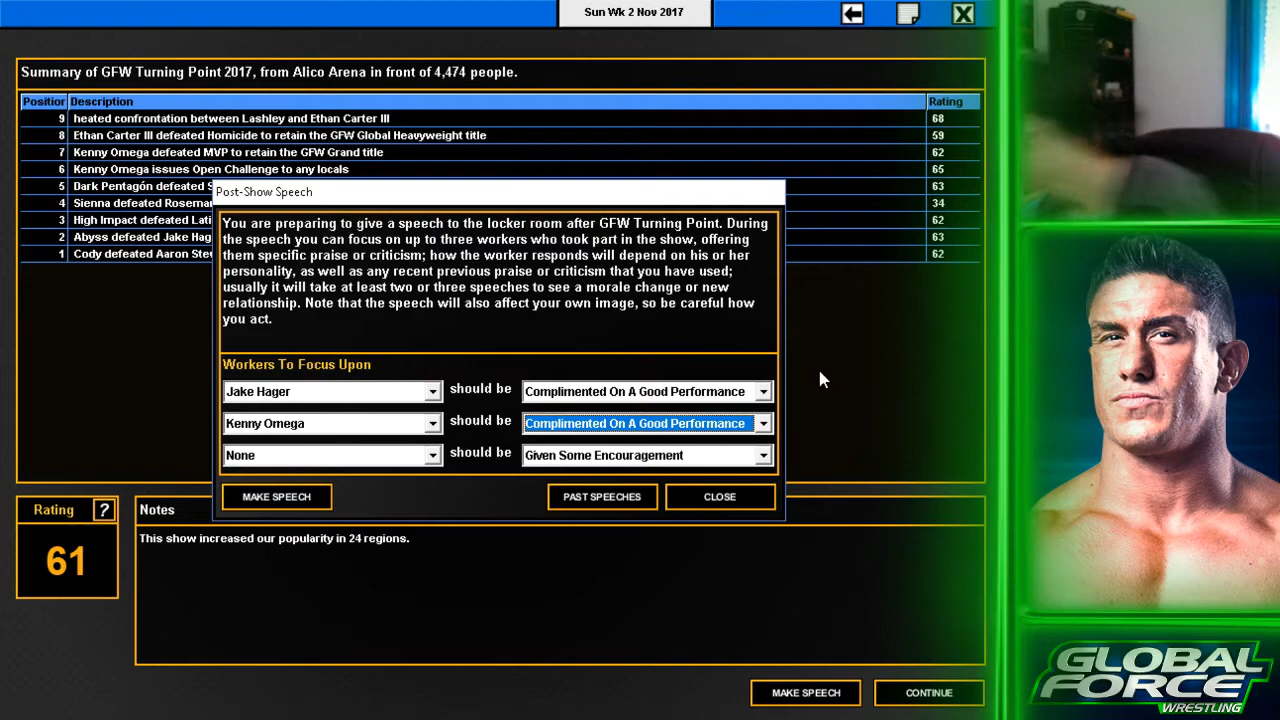 Sun Wk 2 Nov 2017
Summary of GFW Turning Point 2017, from Alico Arena in front of 4,474 people.
Position Description Rating
9 heated confrontation between Lashley and Ethan Carter III 68
8 Ethan Carter III defeated Homicide to retain the GFW Global Heavyweight title 59
7 Kenny Omega defeated MVP to retain the GFW Grand title 62
6 Kenny Omega issues Open Challenge to any locals 65
5 Dark Pentagón defeated S 63
4 Sienna defeated Rosema 34
3 High Impact defeated Lati 62
2 Abyss defeated Jake Hag 63
1 Cody defeated Aaron Ste 62
Post-Show Speech
You are preparing to give a speech to the locker room after GFW Turning Point. During
the speech you can focus on up to three workers who took part in the show, offering
them specific praise or criticism; how the worker responds will depend on his or her
personality, as well as any recent previous praise or criticism that you have used;
usually it will take at least two or three speeches to see a morale change or new
relationship. Note that the speech will also affect your own image, so be careful how
you act.
Workers To Focus Upon
Jake Hager should be Complimented On A Good Performance
Kenny Omega should be Complimented On A Good Performance
None should be Given Some Encouragement
MAKE SPEECH PAST SPEECHES CLOSE
Rating ? Notes
61
This show increased our popularity in 24 regions.
MAKE SPEECH CONTINUE
GLOBAL
FORCE
WRESTLING